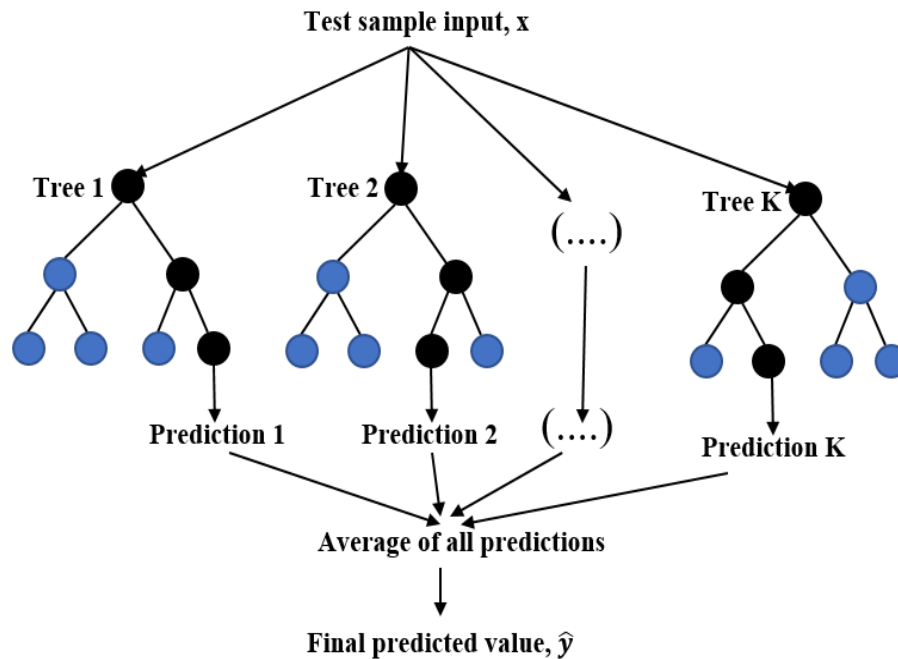 Test sample input, x
Tree 1
Tree 2
(....)
Tree K
Prediction 1
Prediction 2
(....)
Prediction K
Average of all predictions
Final predicted value, ŷ